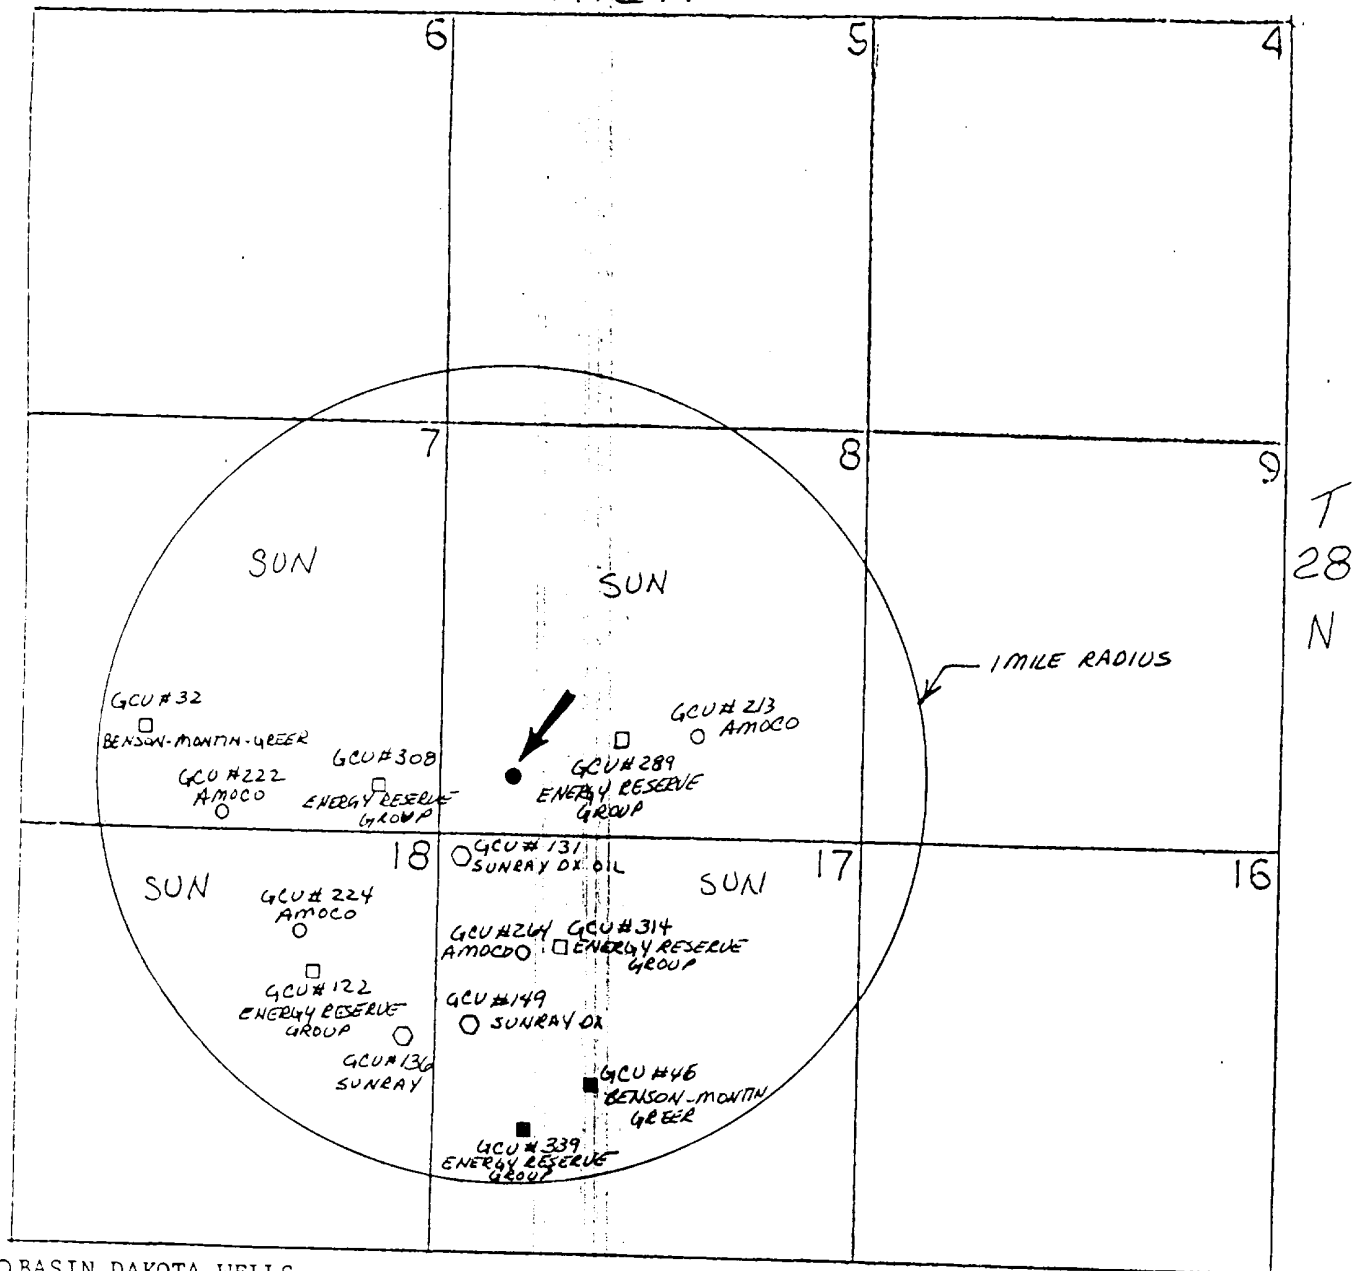 6
5
4
7
8
9
T
28
N
SUN
SUN
1 MILE RADIUS
GCU #32
BENSON-MONTIN-GREER
GCU #222
AMOCO
GCU #308
ENERGY RESERVE
GROUP
GCU #213
AMOCO
GCU #289
ENERGY RESERVE
GROUP
18
GCU # 131
SUNRAY DX OIL
17
16
SUN
SUN
GCU # 224
AMOCO
GCU #264
AMOCO
GCU #314
ENERGY RESERVE
GROUP
GCU #122
ENERGY RESERVE
GROUP
GCU #149
SUNRAY DX
GCU #136
SUNRAY
BENSON-MONTIN
GREER
GCU # 339
ENERGY RESERVE
GROUP
BASIN DAKOTA WELLS